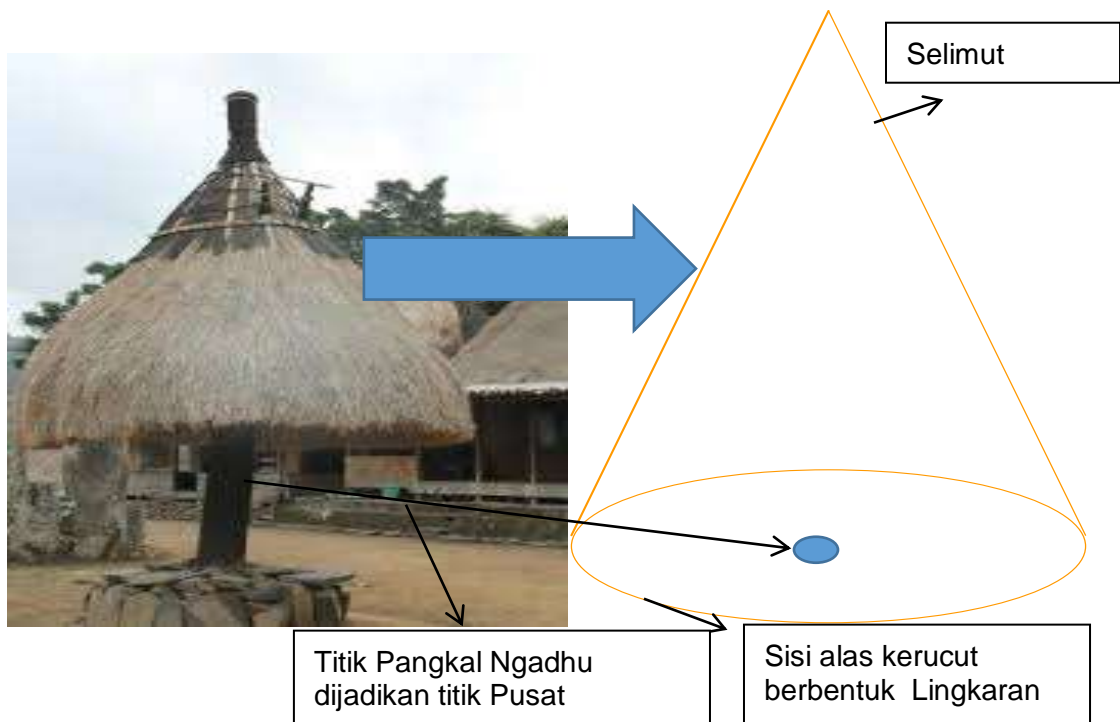 Selimut
Titik Pangkal Ngadhu
dijadikan titik Pusat
Sisi alas kerucut
berbentuk Lingkaran